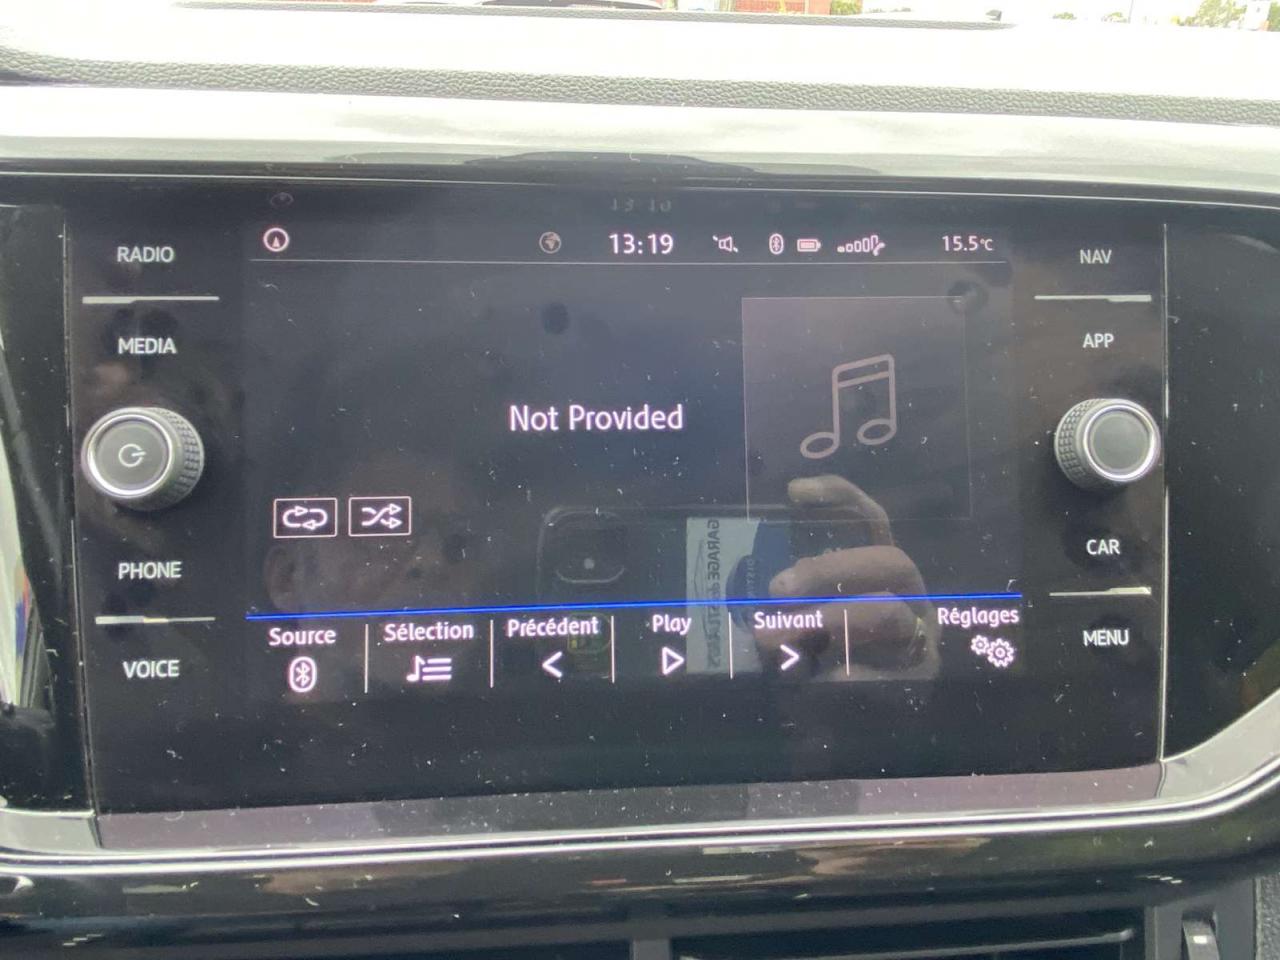 RADIO
MEDIA
PHONE
VOICE
13:19
15.5°C
Not Provided
Source
Sélection
Précédent
Play
Suivant
Réglages
NAV
APP
CAR
MENU
GARAGE